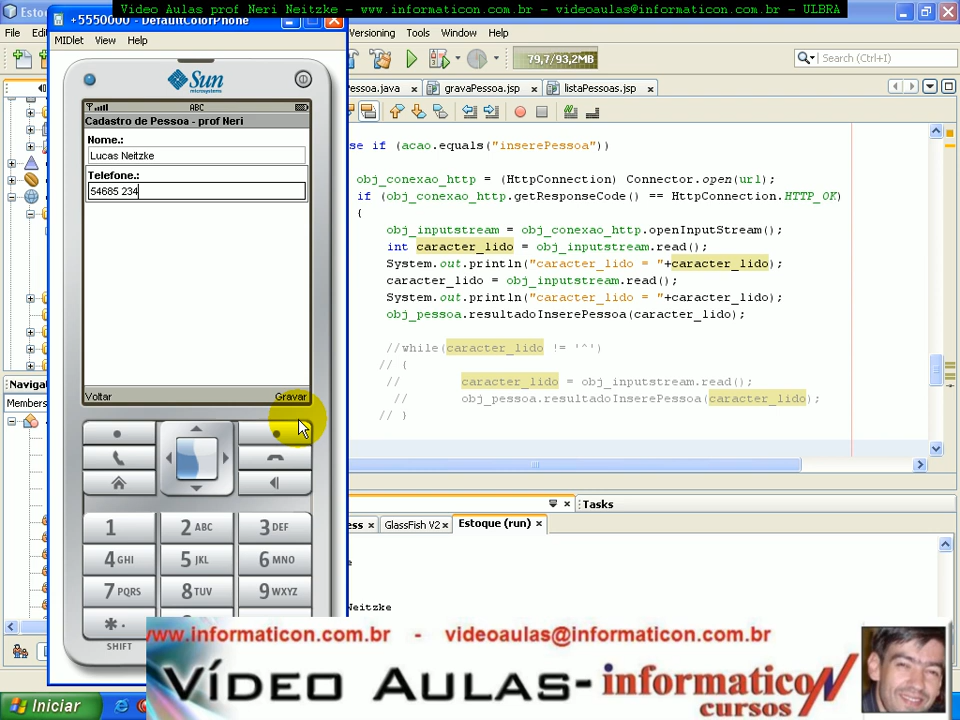 Video Aulas prof Neri Neitzke - www.informaticon.com.br - videoaulas@informaticon.com.br - ULBRA
+5550000 - DefaultColorPhone
MIDlet View Help
Versioning Tools Window Help
79,7/93,2MB
Search (Ctrl+I)
essoa.java
gravaPessoa.jsp
listaPessoas.jsp
Sun
microsystems
ABC
Cadastro de Pessoa - prof Neri
Nome.:
Lucas Neitzke
Telefone.:
54685 234
Voltar
Gravar
se if (acao.equals("inserePessoa"))
obj_conexao_http = (HttpConnection) Connector.open(url);
if (obj_conexao_http.getResponseCode() == HttpConnection.HTTP_OK)
{
obj_inputstream = obj_conexao_http.openInputStream();
int caracter_lido = obj_inputstream.read();
System.out.println("caracter_lido = "+caracter_lido);
caracter_lido = obj_inputstream.read();
System.out.println("caracter_lido = "+caracter_lido);
obj_pessoa.resultadoInserePessoa(caracter_lido);
//while(caracter_lido != '^')
// {
// caracter_lido = obj_inputstream.read();
// obj_pessoa.resultadoInserePessoa(caracter_lido);
// }
Navigat
Members
Tasks
ess
GlassFish V2
Estoque (run)
Neitzke
1
2 ABC
3 DEF
4 GHI
5 JKL
6 MNO
7 PQRS
8 TUV
9 WXYZ
*
SHIFT
www.informaticon.com.br - videoaulas@informaticon.com.br
VÍDEO AULAS- informaticoN
cursos
Iniciar